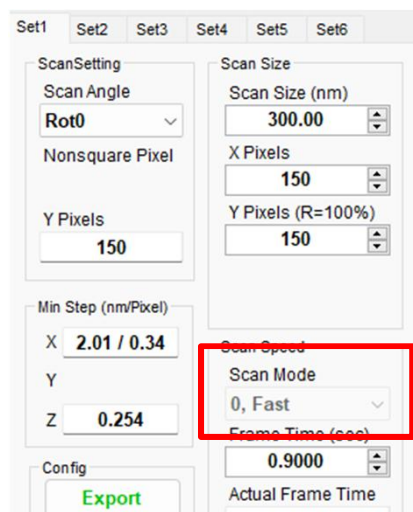 Set1 Set2 Set3 Set4 Set5 Set6
ScanSetting
Scan Angle
Rot0
Nonsquare Pixel
Y Pixels
150
Scan Size
Scan Size (nm)
300.00
X Pixels
150
Y Pixels (R=100%)
150
Min Step (nm/Pixel)
X 2.01 / 0.34
Y
Z 0.254
Scan Speed
Scan Mode
0, Fast
Frame Time (sec)
0.9000
Actual Frame Time
Config
Export